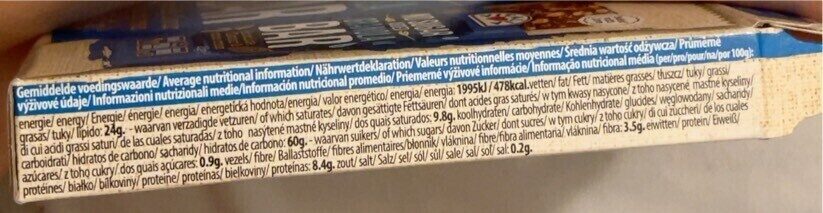 BAR
Gemiddelde voedingswaarde/ Average nutritional information/ Nährwertdeklaration/ Valeurs nutritionnelles moyennes/ Średnia wartość odżywcza/ Průměrné
výživové údaje/ Informazioni nutrizionali medie/Información nutricional promedio/ Priemerné výživové informácie/ Informação nutricional média (per/pro/pour/na/por 100g):
energie/ energy/ Energie/ énergie/ energia/ energetická hodnota/energia/ valor energético/ energia/ energia: 1995kJ / 478kcal.vetten/ fat/ Fett/ matières grasses/ tłuszcz/ tuky/ grassi/
grasas/ tuky/ lípido: 24g. - waarvan verzadigde vetzuren/ of which saturates/ davon gesättigte Fettsäuren/ dont acides gras saturés/ w tym kwasy nasycone/ z toho nasycené mastné kyseliny/
di cui acidi grassi saturi/ de las cuales saturadas/ z toho nasýtené mastné kyseliny/ dos quais saturados: 9.8g. koolhydraten/ carbohydrate/ Kohlenhydrate/ glucides/ węglowodany/ sacharidy/
carboidrati/ hidratos de carbono/ sacharidy/ hidratos de carbono: 60g. - waarvan suikers/ of which sugars/ davon Zucker/ dont sucres/ w tym cukry/ z toho cukry/ di cui zuccheri/ de los cuales
azúcares/ z toho cukry/ dos quais açúcares: 0.9g. vezels/ fibre/ Ballaststoffe/ fibres alimentaires/błonnik/ vláknina/ fibre/fibra alimentaria/ vláknina/ fibra: 3.5g. eiwitten/ protein/ Eiweiß/
protéines/ białko/ bílkoviny/ proteine/ proteínas/ bielkoviny/ proteínas: 8.4g. zout/ salt/ Salz/ sel/ sól/ sůl/ sale/ sal/ soľ/ sal: 0.2g.